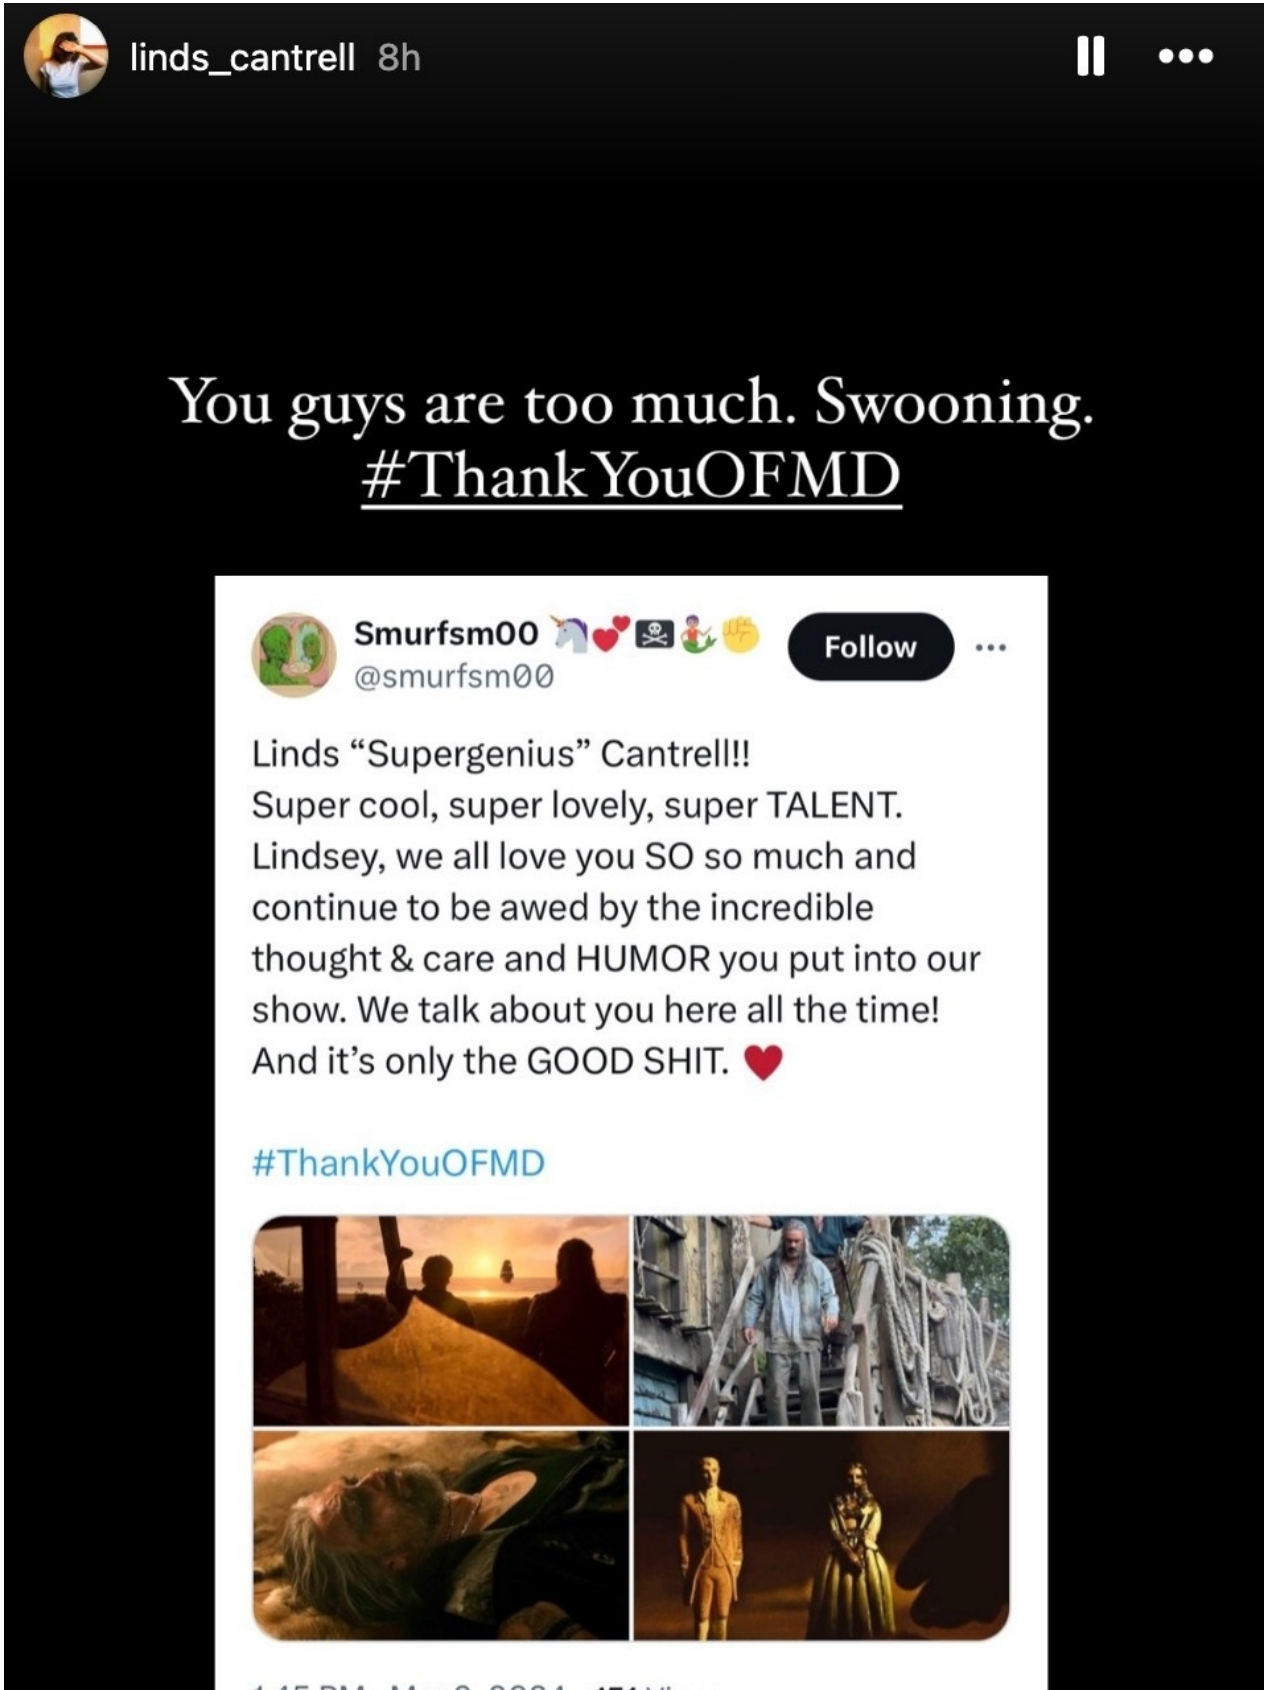 linds_cantrell 8h
You guys are too much. Swooning.
#ThankYouOFMD
Smurfsm00 🦄💕🏴‍☠️🧜‍♂️✊
Follow
@smurfsm00
Linds “Supergenius” Cantrell!!
Super cool, super lovely, super TALENT.
Lindsey, we all love you SO so much and
continue to be awed by the incredible
thought & care and HUMOR you put into our
show. We talk about you here all the time!
And it’s only the GOOD SHIT. ♥️
#ThankYouOFMD